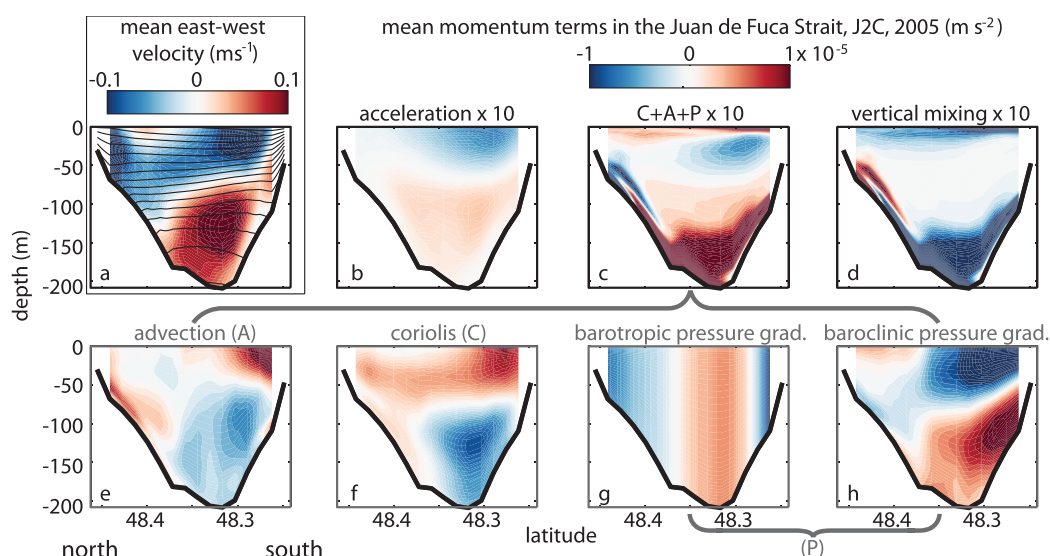 mean east-west
velocity (ms-1)
-0.1 0 0.1
mean momentum terms in the Juan de Fuca Strait, J2C, 2005 (m s-2)
-1 0 1 x 10-5
acceleration x 10
C+A+P x 10
vertical mixing x 10
0
-50
-100
-150
-200
depth (m)
a
b
c
d
advection (A)
coriolis (C)
barotropic pressure grad.
baroclinic pressure grad.
0
-50
-100
-150
-200
e
f
g
h
48.4 48.3
48.4 48.3
48.4 48.3
48.4 48.3
north south
latitude
(P)